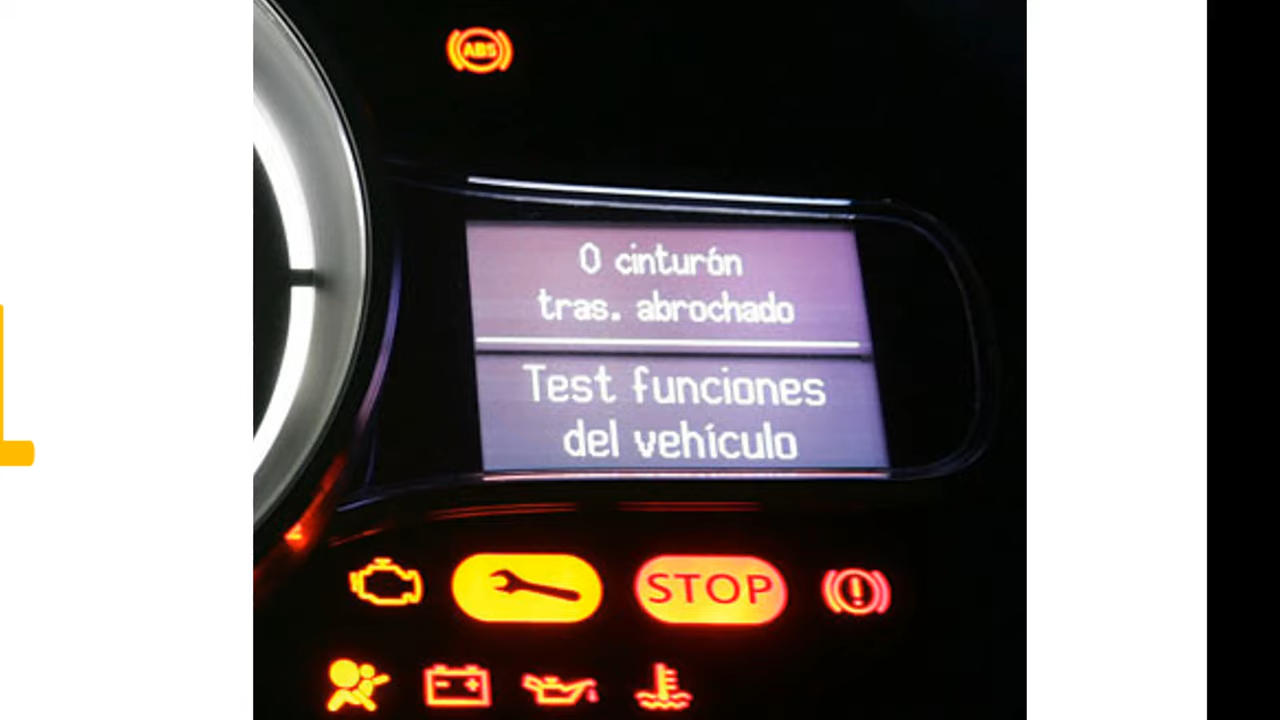 ABS
0 cinturón
tras. abrochado
Test funciones
del vehículo
STOP